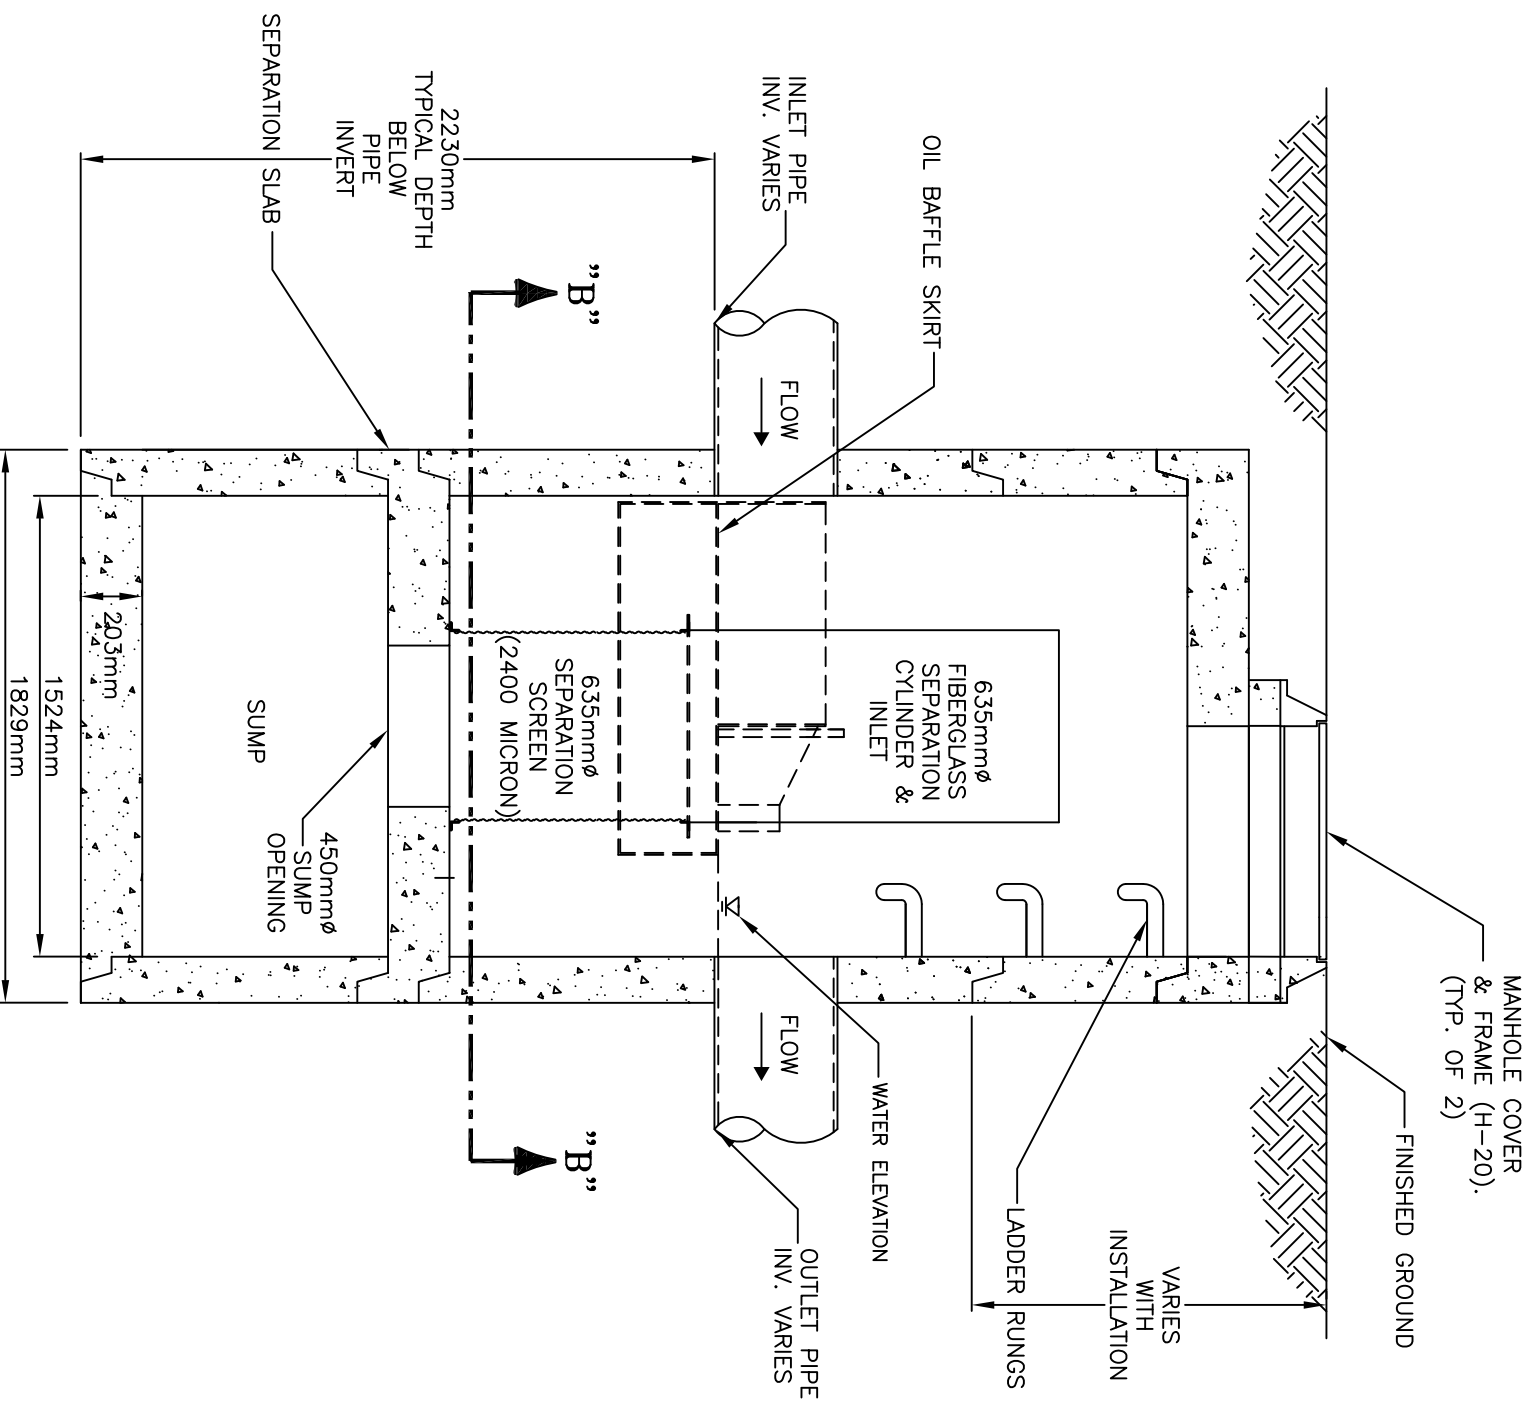 MANHOLE COVER
& FRAME (H-20).
(TYP. OF 2)
FINISHED GROUND
VARIES
WITH
INSTALLATION
LADDER RUNGS
WATER ELEVATION
OUTLET PIPE
INV. VARIES
OIL BAFFLE SKIRT
INLET PIPE
INV. VARIES
FLOW
FLOW
635mmø
FIBERGLASS
SEPARATION
CYLINDER &
INLET
635mmø
SEPARATION
SCREEN
(2400 MICRON)
"B"
"B"
2230mm
TYPICAL DEPTH
BELOW
PIPE
INVERT
SEPARATION SLAB
450mmø
SUMP
OPENING
SUMP
203mm
1524mm
1829mm